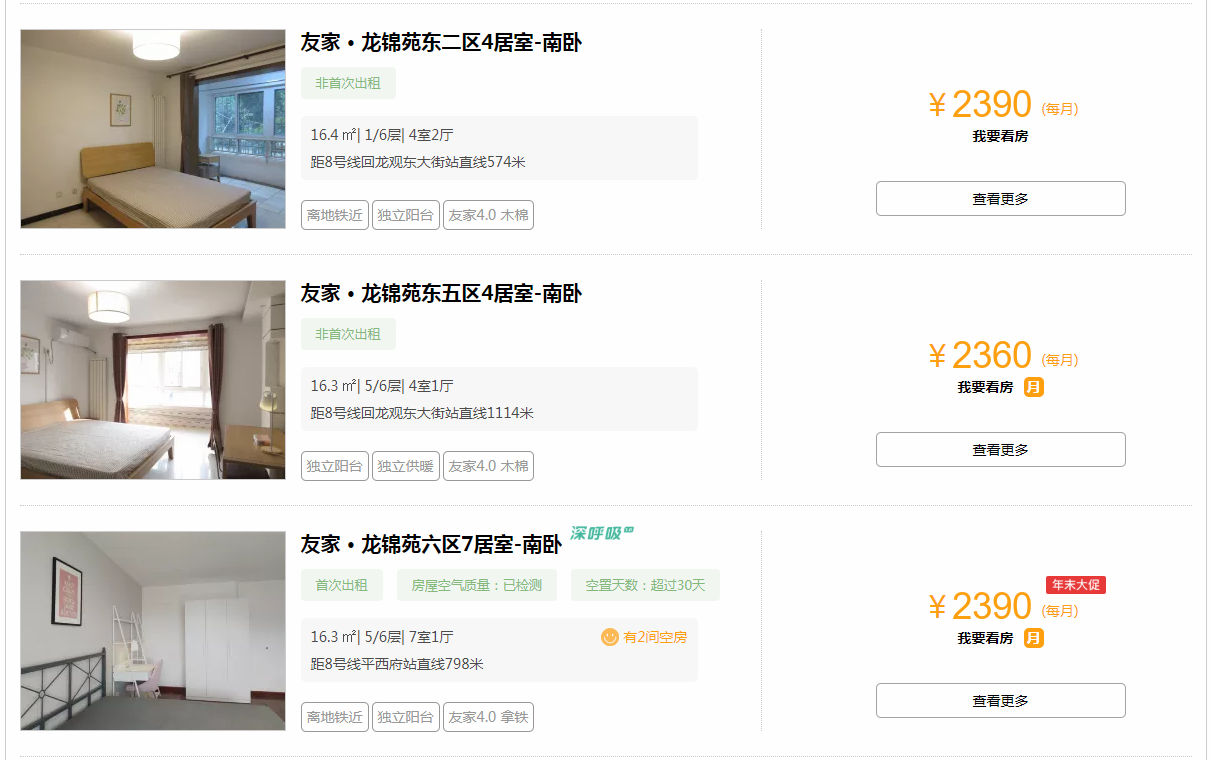 友家 • 龙锦苑东二区4居室-南卧
非首次出租
16.4 ㎡| 1/6层| 4室2厅
距8号线回龙观东大街站直线574米
离地铁近 独立阳台 友家4.0 木棉
￥2390 (每月)
我要看房
查看更多
友家 • 龙锦苑东五区4居室-南卧
非首次出租
16.3 ㎡| 5/6层| 4室1厅
距8号线回龙观东大街站直线1114米
独立阳台 独立供暖 友家4.0 木棉
￥2360 (每月)
我要看房 月
查看更多
友家 • 龙锦苑六区7居室-南卧 深呼吸
首次出租 房屋空气质量：已检测 空置天数：超过30天
16.3 ㎡| 5/6层| 7室1厅 有2间空房
距8号线平西府站直线798米
离地铁近 独立阳台 友家4.0 拿铁
年末大促
￥2390 (每月)
我要看房 月
查看更多